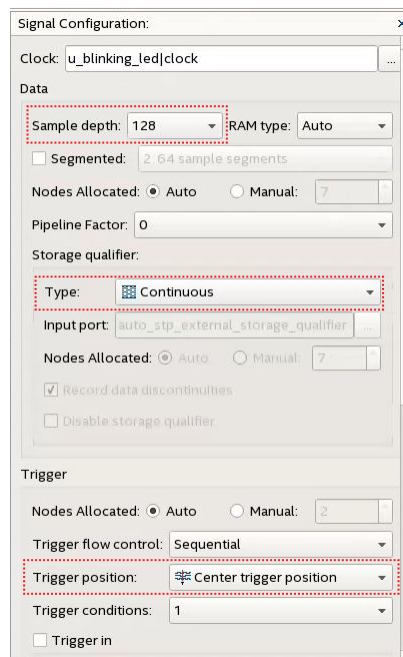 Signal Configuration:
Clock: u_blinking_led|clock ...
Data
Sample depth: 128 RAM type: Auto
Segmented: 2 64 sample segments
Nodes Allocated: Auto Manual: 7
Pipeline Factor: 0
Storage qualifier:
Type: Continuous
Input port: auto_stp_external_storage_qualifier ...
Nodes Allocated: Auto Manual: 7
Record data discontinuities
Disable storage qualifier
Trigger
Nodes Allocated: Auto Manual: 2
Trigger flow control: Sequential
Trigger position: Center trigger position
Trigger conditions: 1
Trigger in